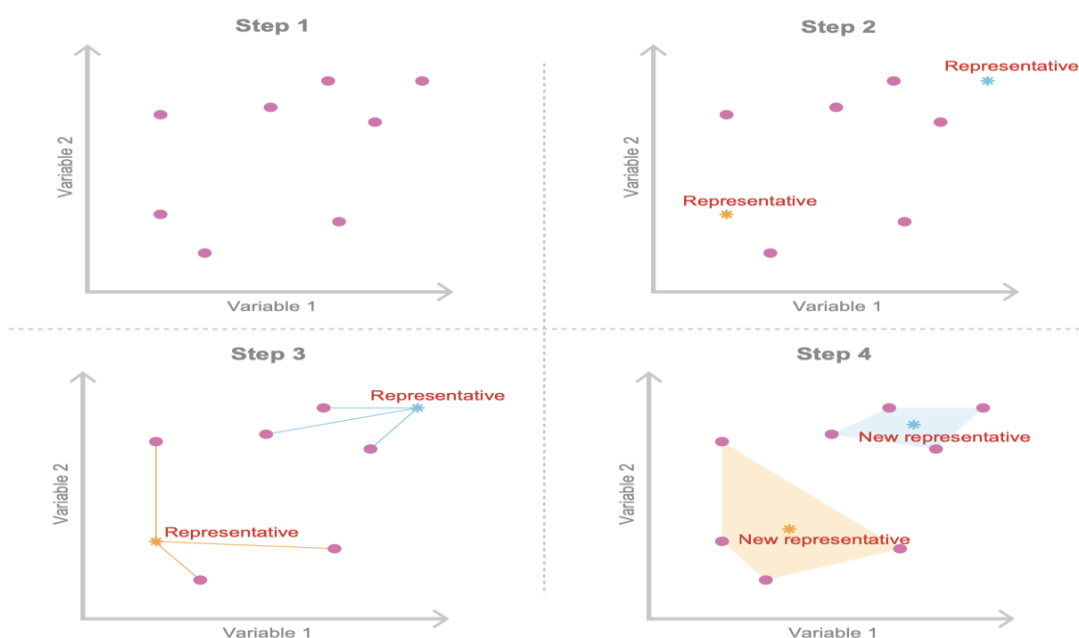 Step 1
Variable 2
Variable 1
Step 2
Representative
Representative
Variable 2
Variable 1
Step 3
Representative
Representative
Variable 2
Variable 1
Step 4
New representative
New representative
Variable 2
Variable 1